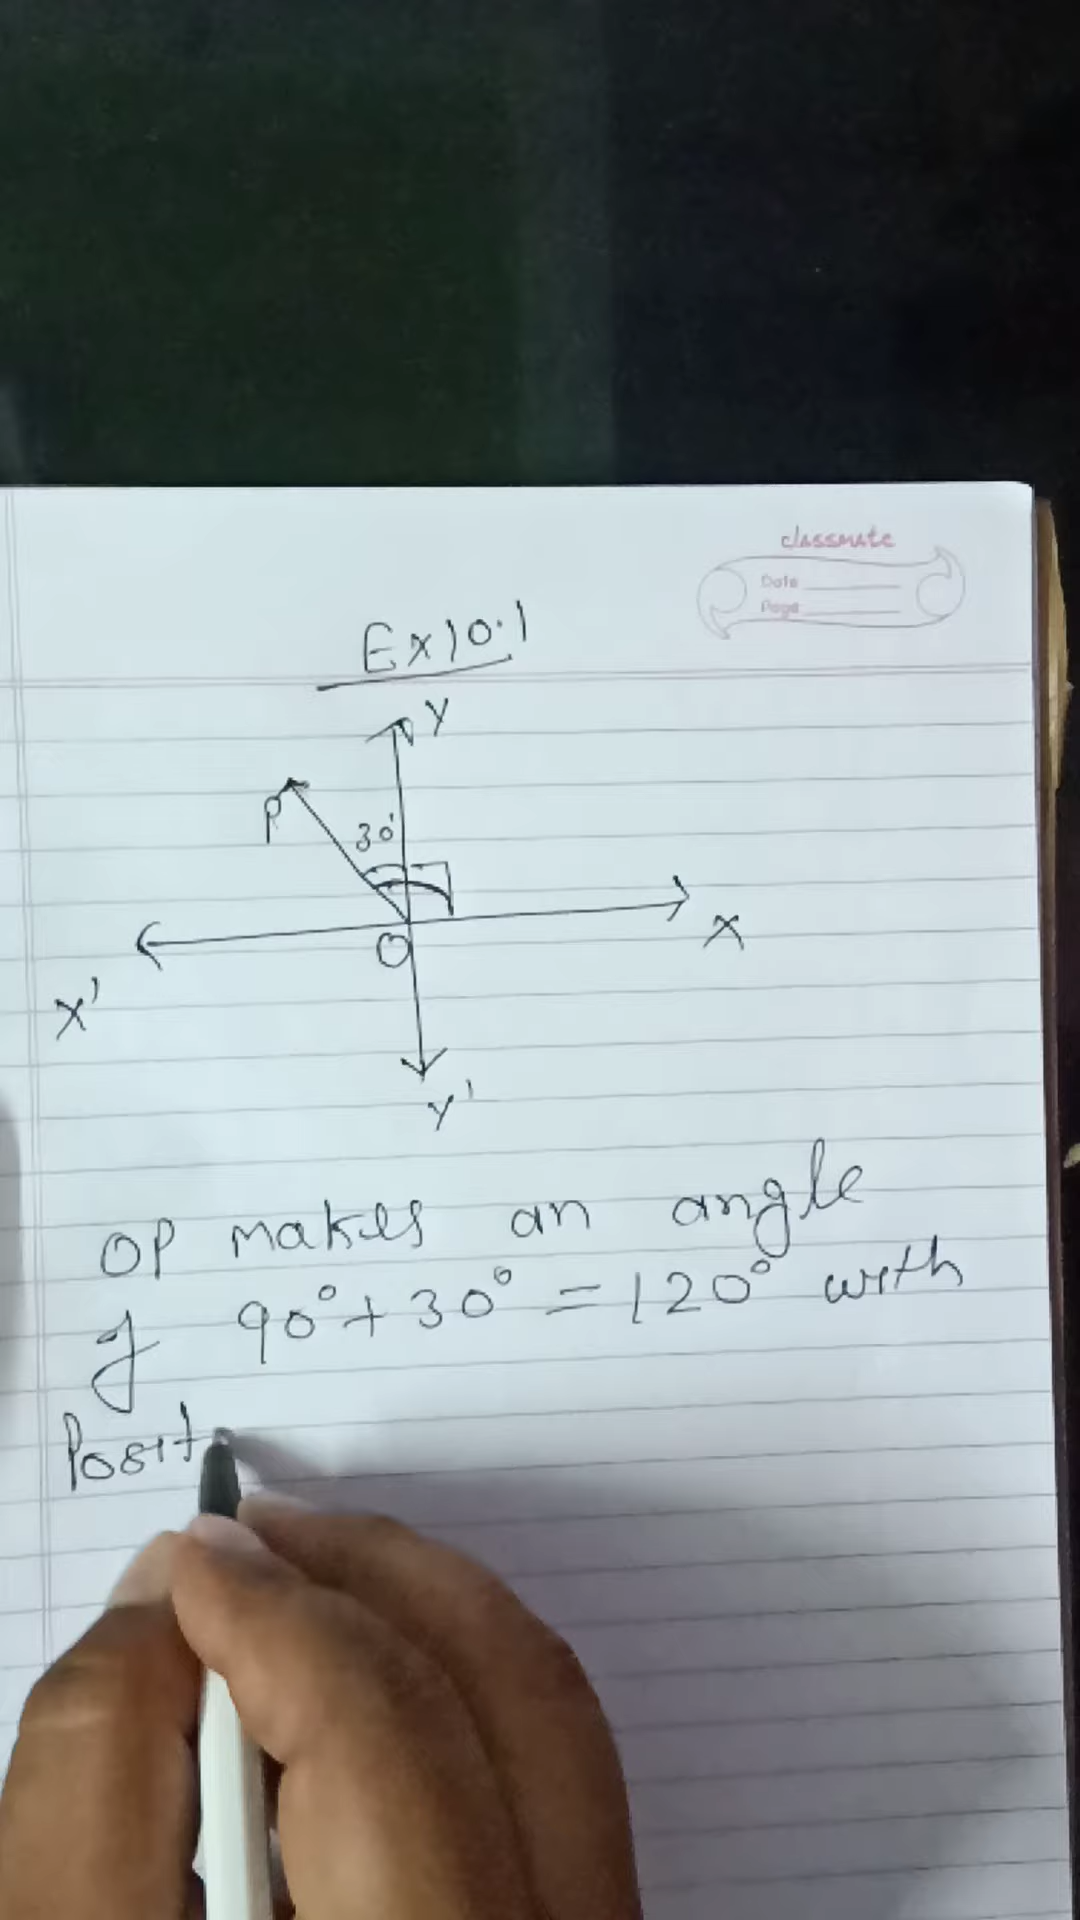 classmate
Date
Page
Ex 10.1
Y
P
30°
O
X
X'
Y'
OP makes an angle
of 90° + 30° = 120° with
Posit